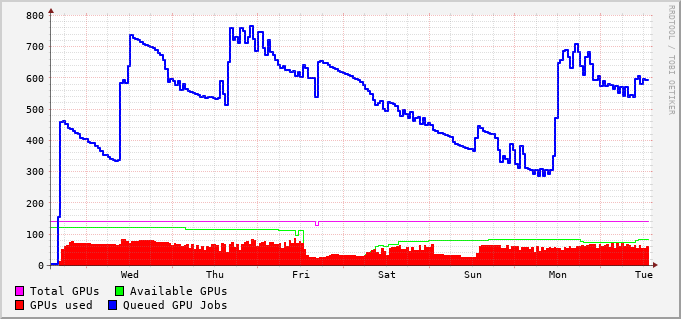 800
700
600
500
400
300
200
100
0
Wed Thu Fri Sat Sun Mon Tue
Total GPUs Available GPUs
GPUs used Queued GPU Jobs
RRDTOOL / TOBI OETIKER